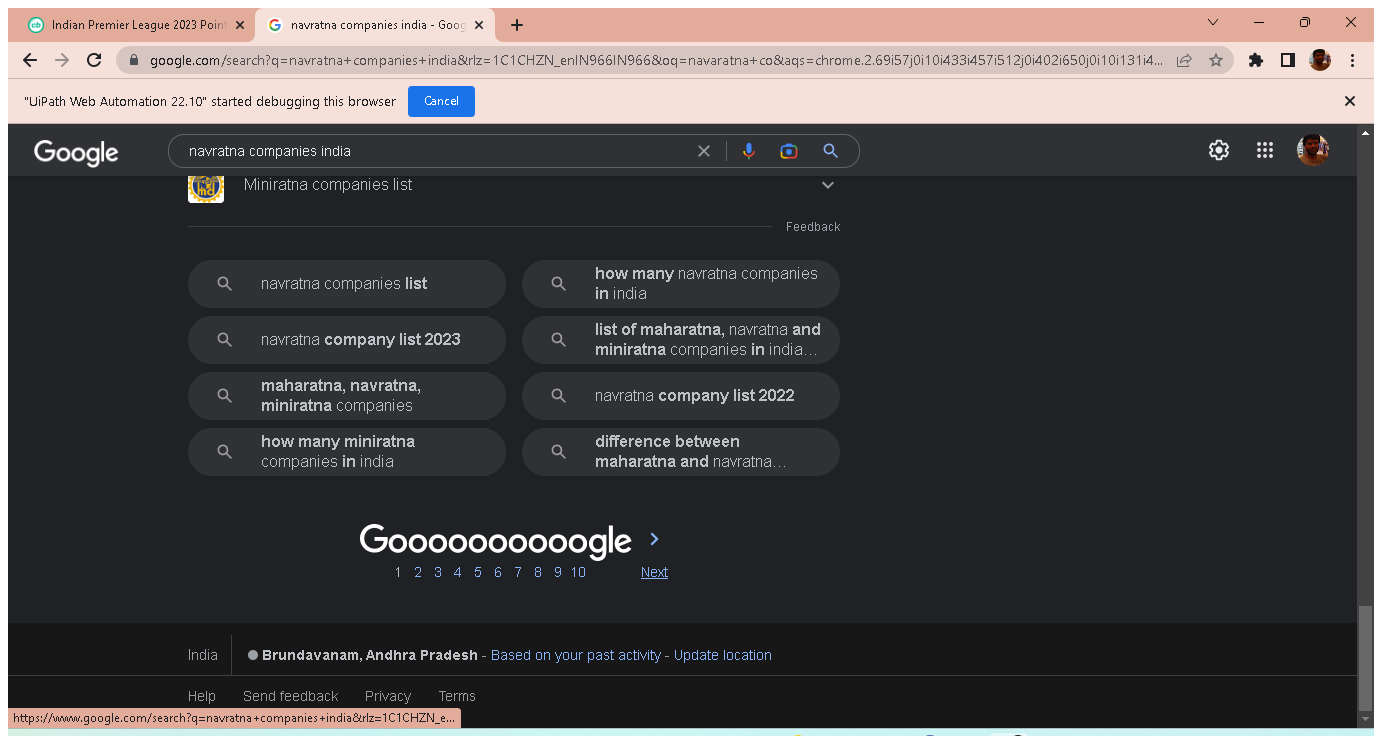 Indian Premier League 2023 Poin
navratna companies india - Goog
google.com/search?q=navratna+companies+india&rlz=1C1CHZN_enIN966IN966&oq=navaratna+co&aqs=chrome.2.69i57j0i10i433i457i512j0i402i650j0i10i131i4...
"UiPath Web Automation 22.10" started debugging this browser Cancel
Google navratna companies india
Miniratna companies list
Feedback
navratna companies list
how many navratna companies
in india
navratna company list 2023
list of maharatna, navratna and
miniratna companies in india...
maharatna, navratna,
miniratna companies
navratna company list 2022
how many miniratna
companies in india
difference between
maharatna and navratna...
Goooooooooogle >
1 2 3 4 5 6 7 8 9 10 Next
India Brundavanam, Andhra Pradesh - Based on your past activity - Update location
Help Send feedback Privacy Terms
https://www.google.com/search?q=navratna+companies+india&rlz=1C1CHZN_e...